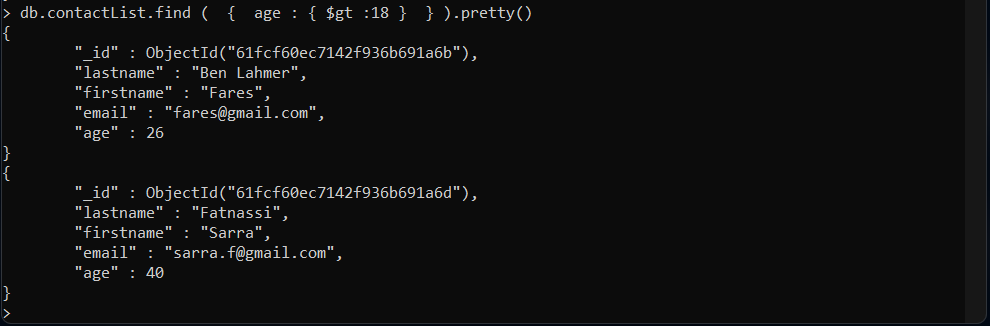 > db.contactList.find (  {  age : { $gt :18 }  } ).pretty()
{
        "_id" : ObjectId("61fcf60ec7142f936b691a6b"),
        "lastname" : "Ben Lahmer",
        "firstname" : "Fares",
        "email" : "fares@gmail.com",
        "age" : 26
}
{
        "_id" : ObjectId("61fcf60ec7142f936b691a6d"),
        "lastname" : "Fatnassi",
        "firstname" : "Sarra",
        "email" : "sarra.f@gmail.com",
        "age" : 40
}
>